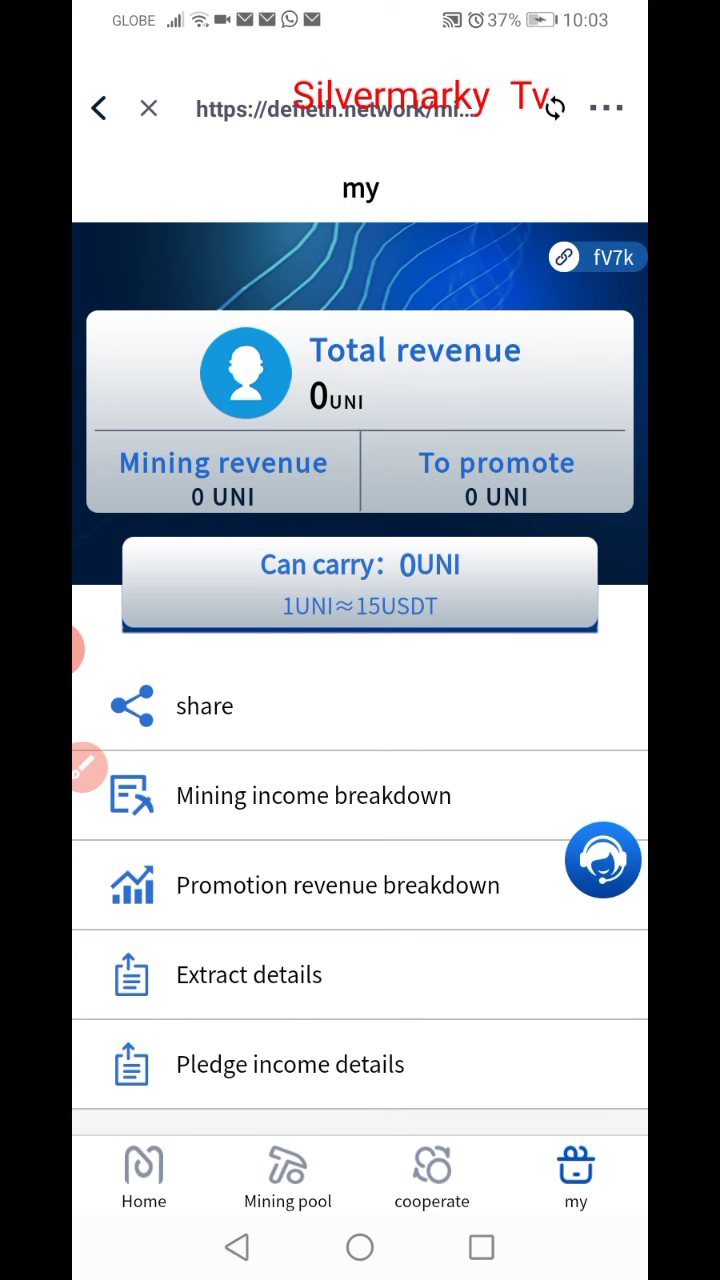 GLOBE 37% 10:03
Silvermarky Tv
https://defieth.network/mi...
my
fV7k
Total revenue
0UNI
Mining revenue
0 UNI
To promote
0 UNI
Can carry: 0UNI
1UNI≈15USDT
share
Mining income breakdown
Promotion revenue breakdown
Extract details
Pledge income details
Home
Mining pool
cooperate
my